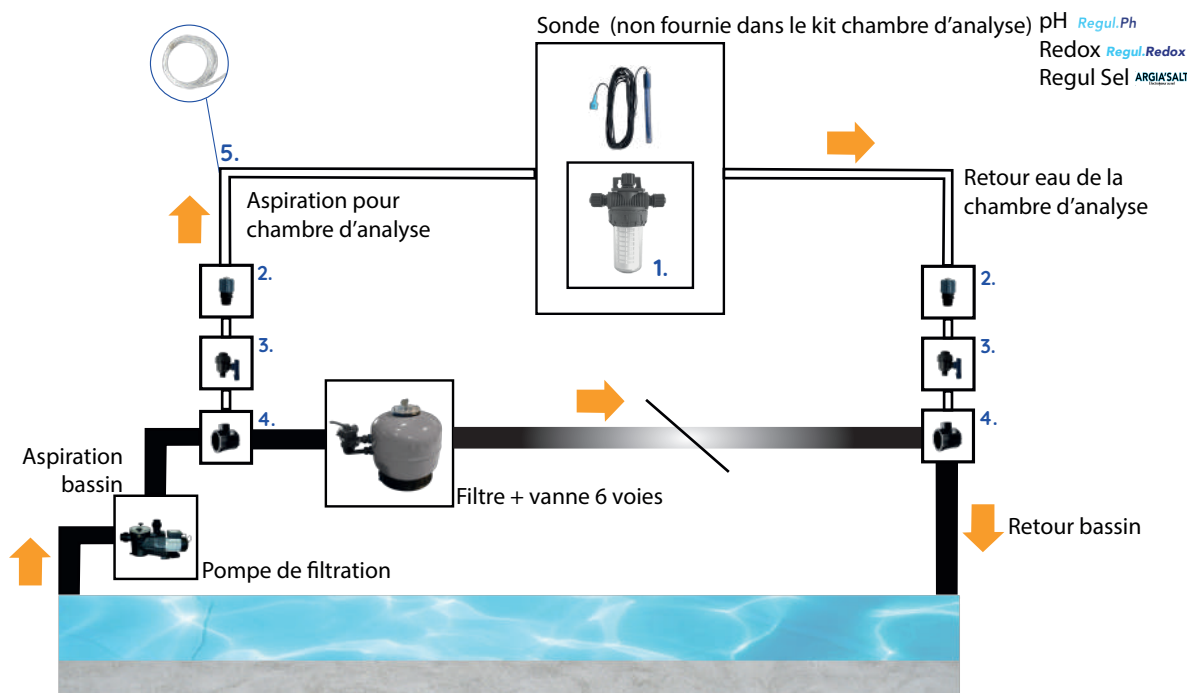 Sonde (non fournie dans le kit chambre d’analyse)
pH Regul.Ph
Redox Regul.Redox
Regul Sel ARGIA'SALT
5.
Aspiration pour
chambre d’analyse
Retour eau de la
chambre d’analyse
1.
2.
2.
3.
3.
4.
4.
Aspiration
bassin
Filtre + vanne 6 voies
Retour bassin
Pompe de filtration